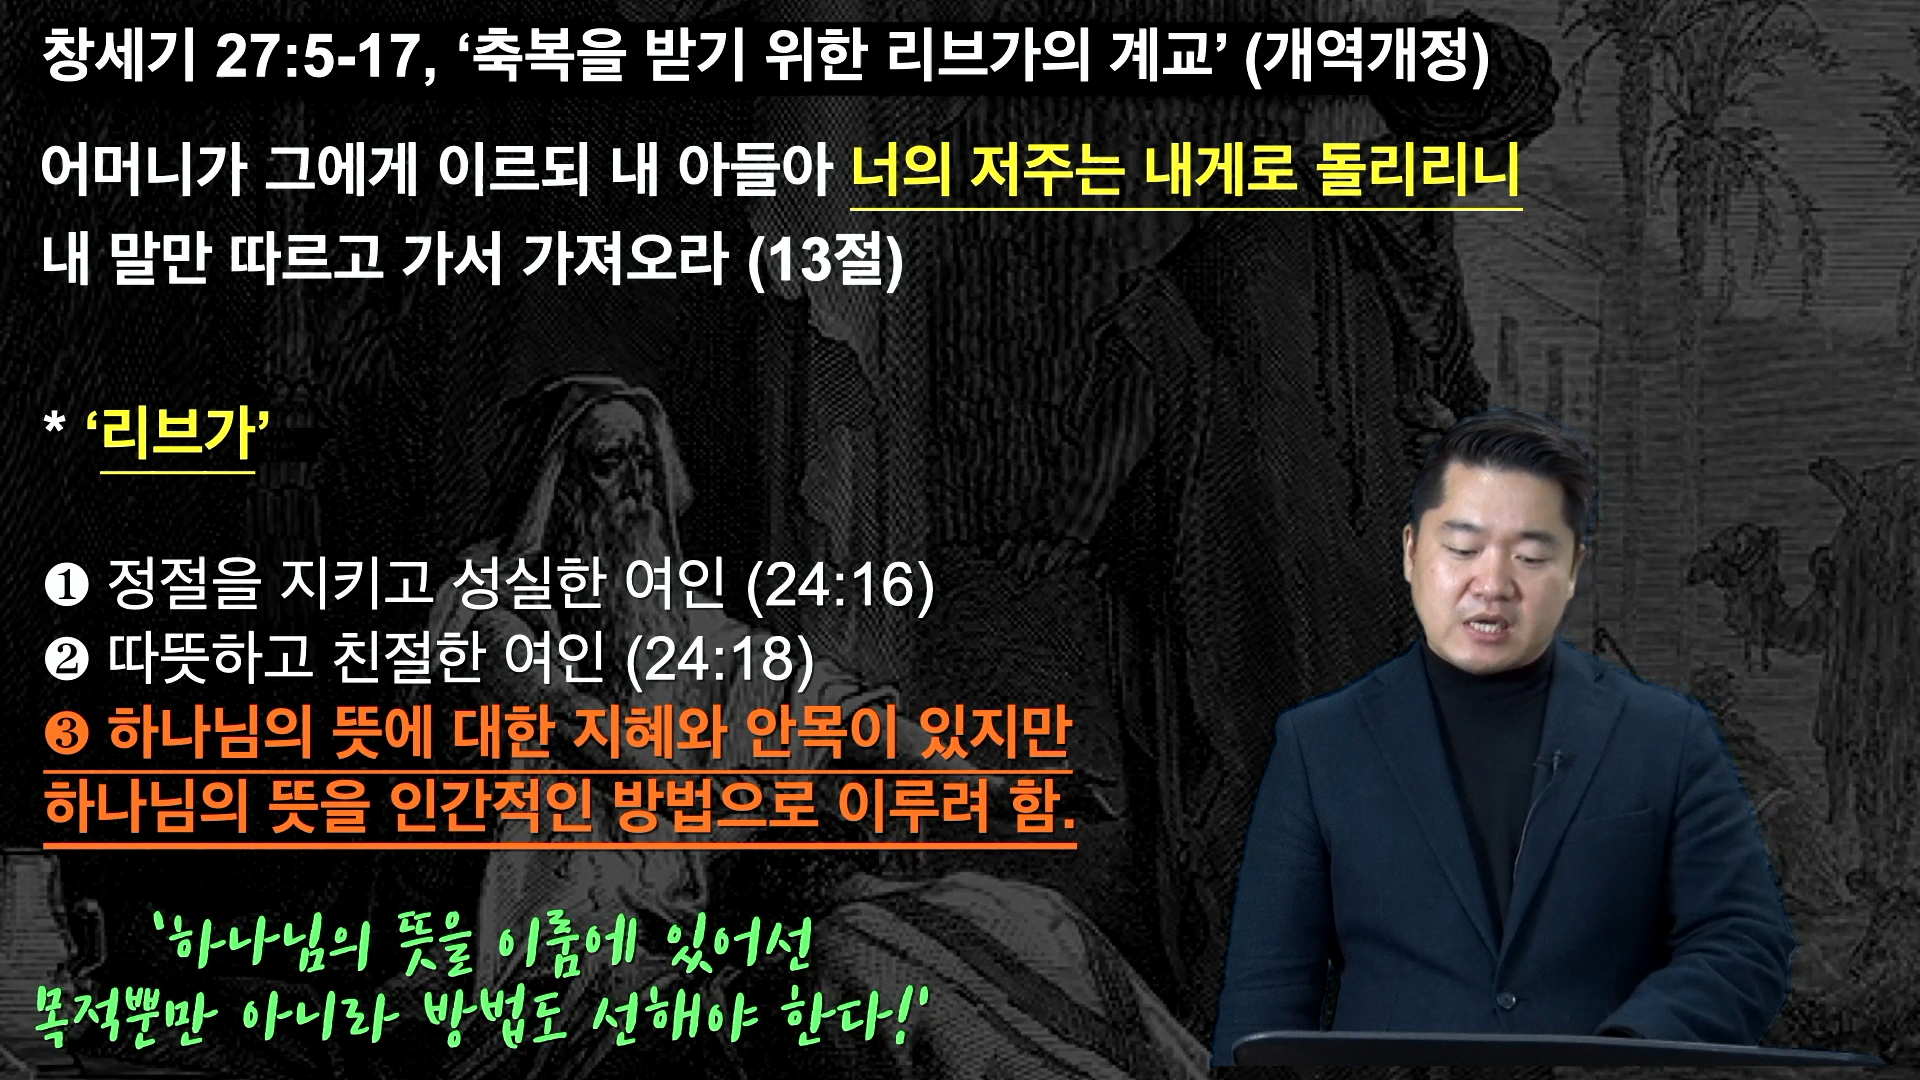 창세기 27:5-17, ‘축복을 받기 위한 리브가의 계교’ (개역개정)
어머니가 그에게 이르되 내 아들아 너의 저주는 내게로 돌리리니
내 말만 따르고 가서 가져오라 (13절)
* ‘리브가’
❶ 정절을 지키고 성실한 여인 (24:16)
❷ 따뜻하고 친절한 여인 (24:18)
❸ 하나님의 뜻에 대한 지혜와 안목이 있지만
하나님의 뜻을 인간적인 방법으로 이루려 함.
‘하나님의 뜻을 이룸에 있어선
목적뿐만 아니라 방법도 선해야 한다!’